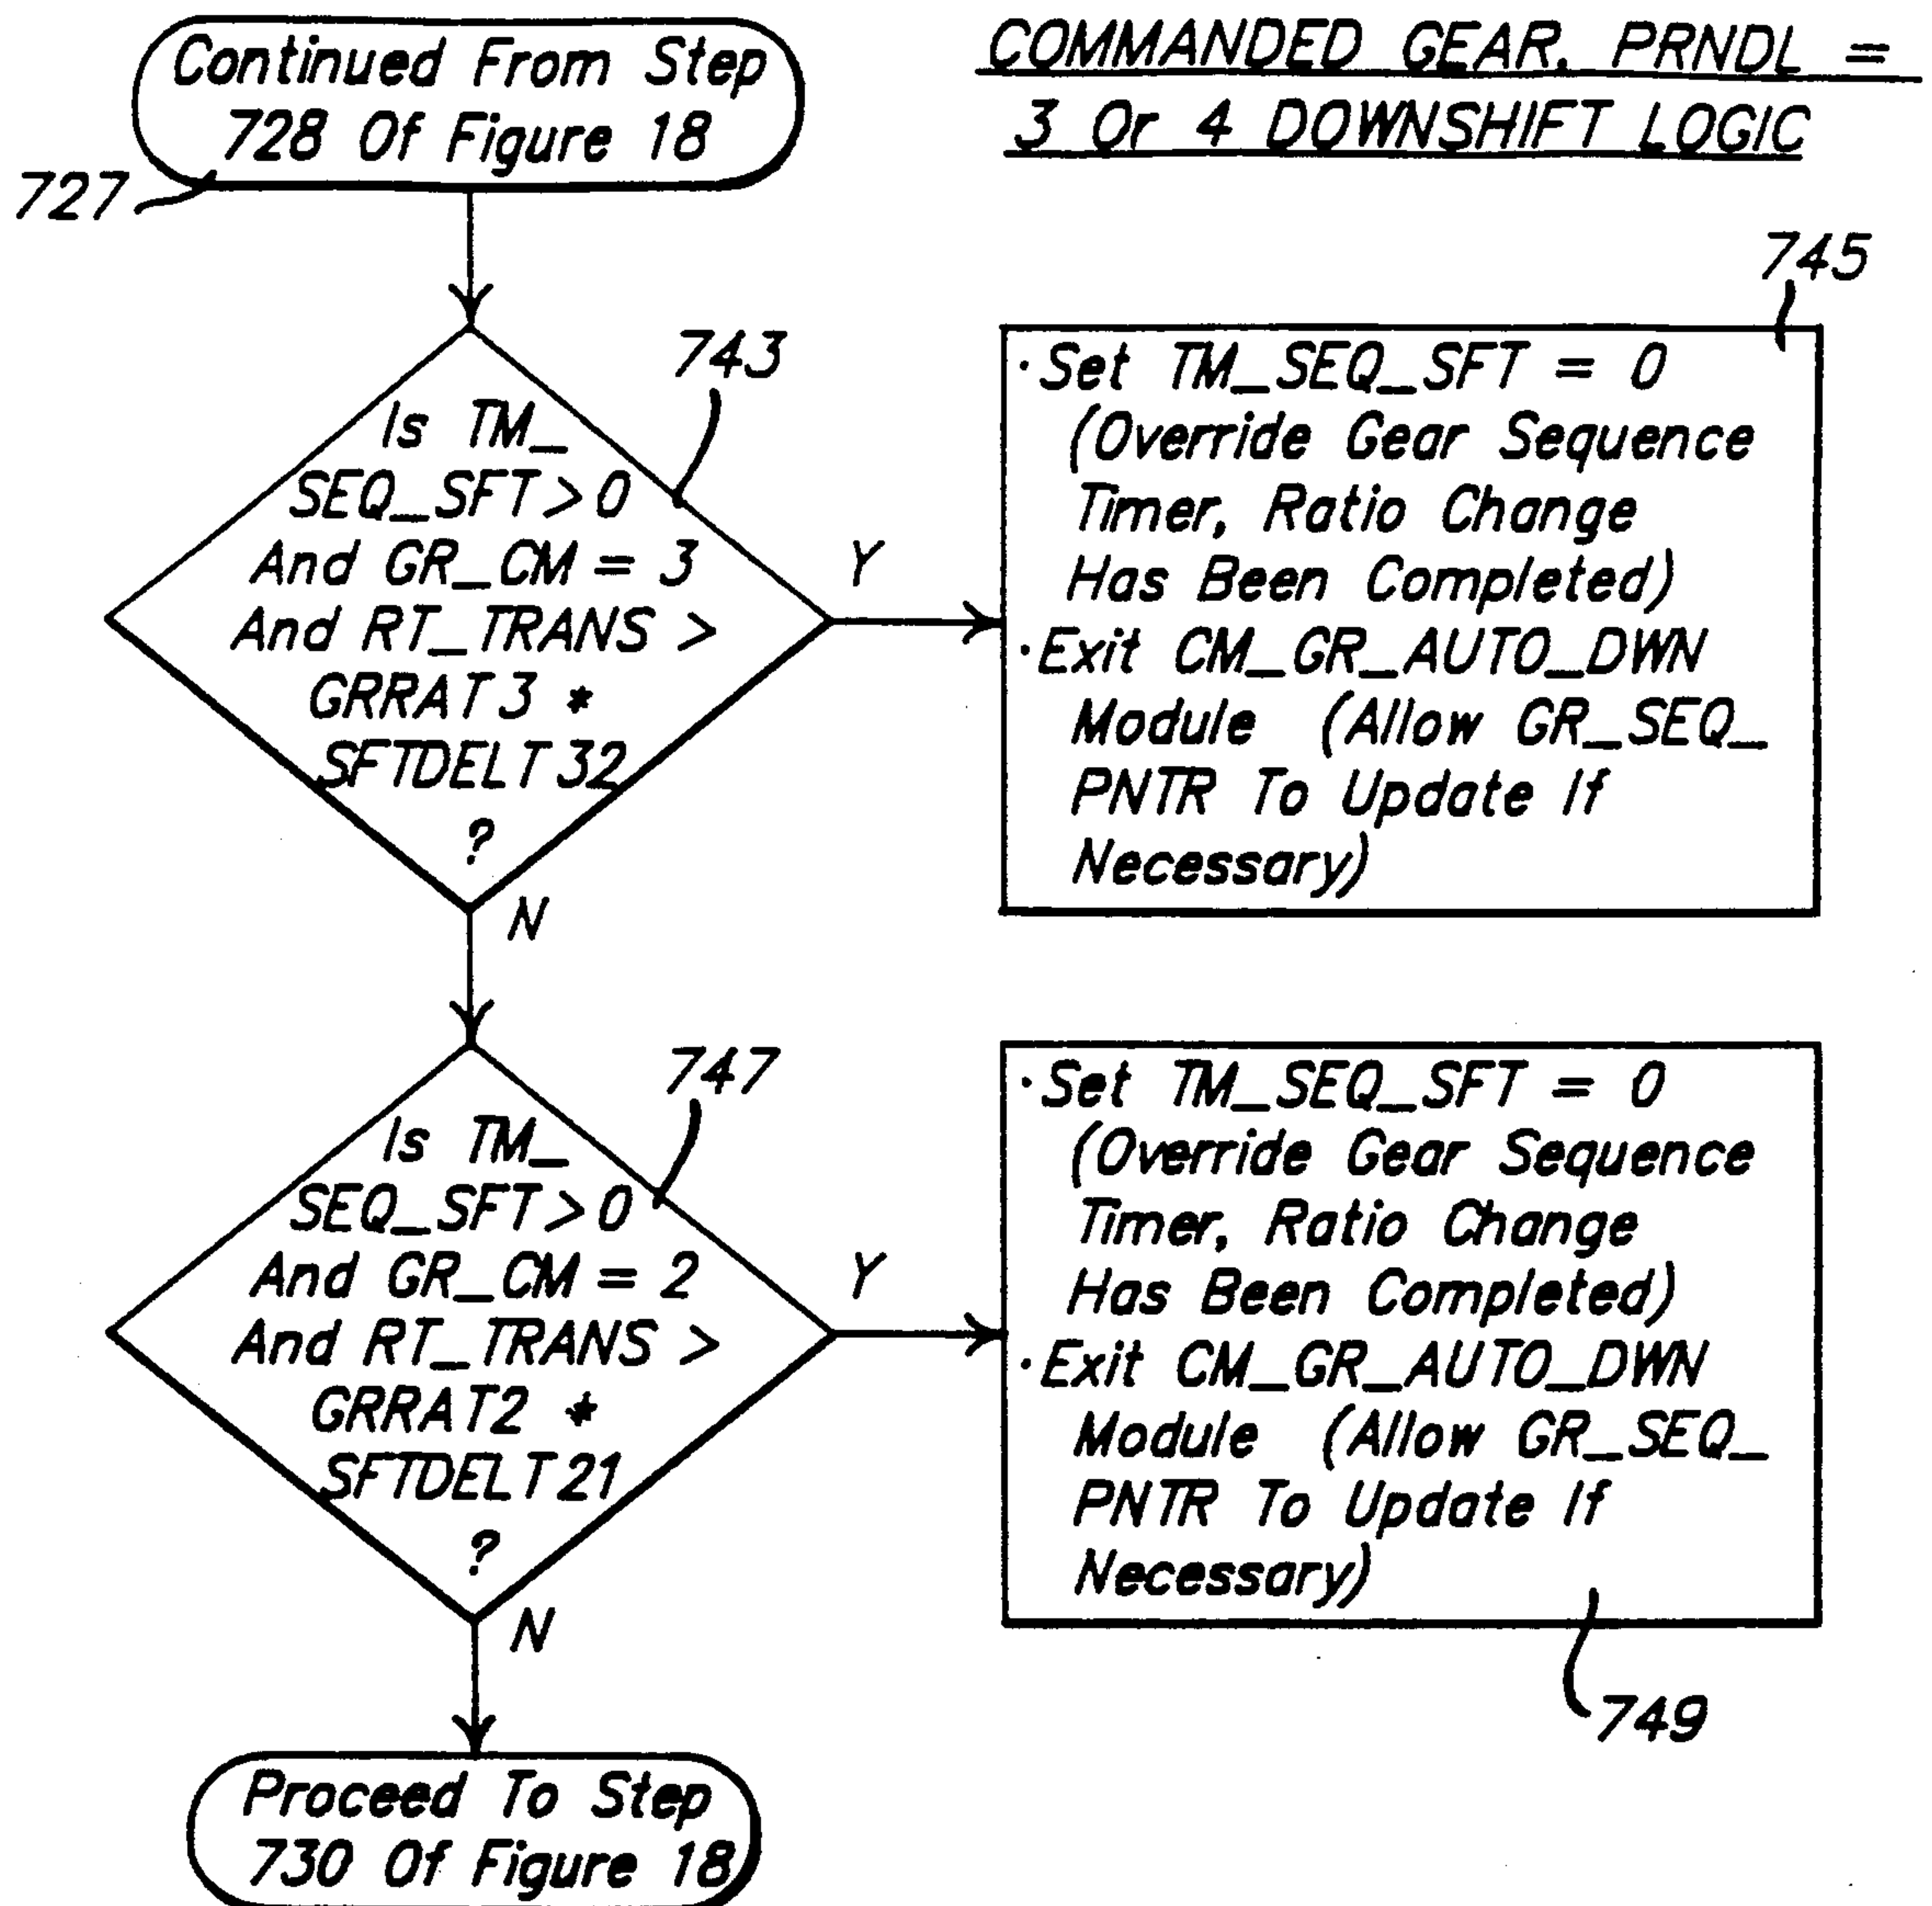 COMMANDED GEAR. PRNDL =
3 Or 4 DOWNSHIFT LOGIC
Continued From Step
728 Of Figure 18
727
743
Is TM_
SEQ_SFT>0
And GR_CM = 3
And RT_TRANS >
GRRAT3 *
SFTDELT32
?
Y
N
745
·Set TM_SEQ_SFT = 0
(Override Gear Sequence
Timer, Ratio Change
Has Been Completed)
·Exit CM_GR_AUTO_DWN
Module (Allow GR_SEQ_
PNTR To Update If
Necessary)
747
Is TM_
SEQ_SFT>0
And GR_CM = 2
And RT_TRANS >
GRRAT2 *
SFTDELT21
?
Y
N
·Set TM_SEQ_SFT = 0
(Override Gear Sequence
Timer, Ratio Change
Has Been Completed)
·Exit CM_GR_AUTO_DWN
Module (Allow GR_SEQ_
PNTR To Update If
Necessary)
749
Proceed To Step
730 Of Figure 18